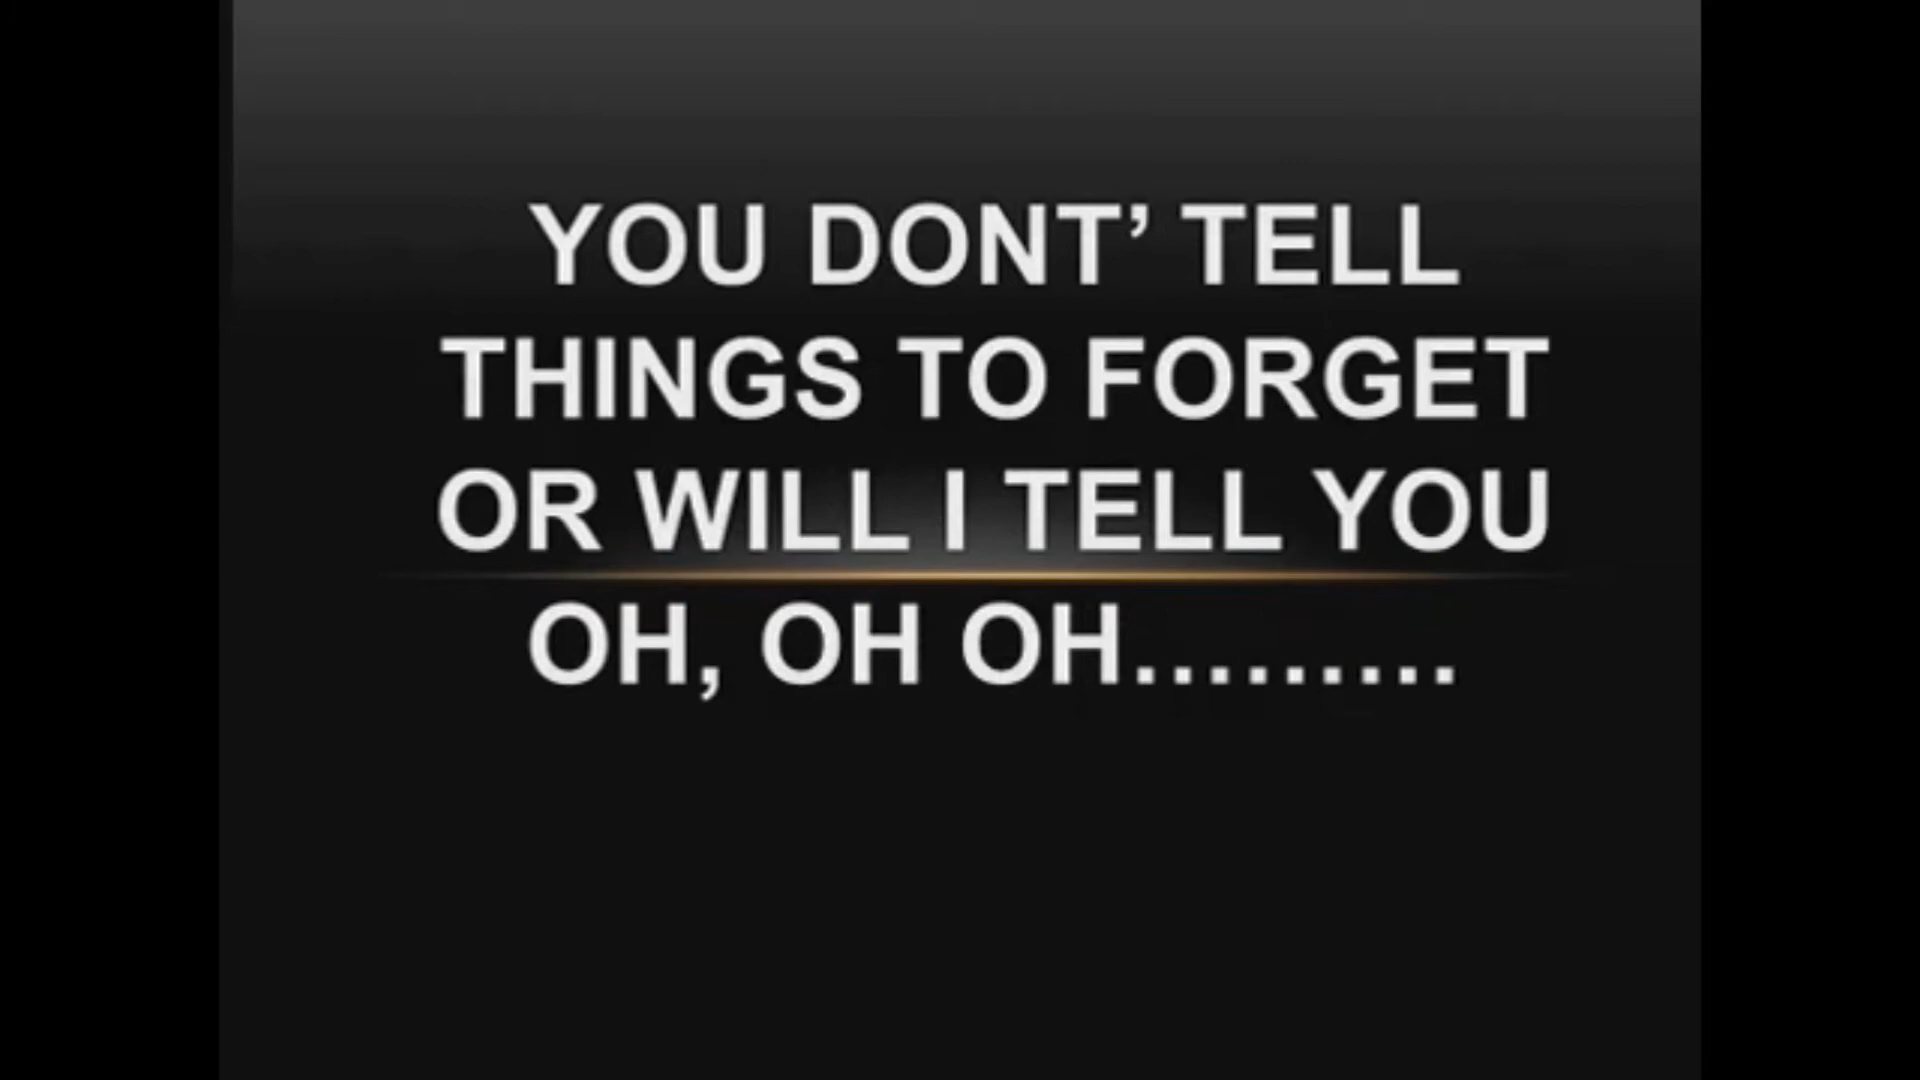 YOU DONT’ TELL
THINGS TO FORGET
OR WILL I TELL YOU
OH, OH OH.........